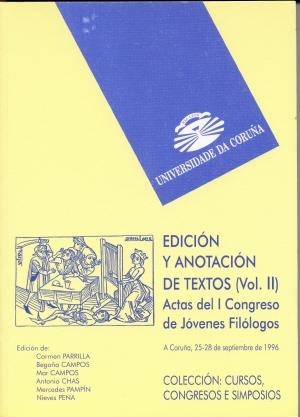 UNIVERSIDADE DA CORUÑA
EDICIÓN
Y ANOTACIÓN
DE TEXTOS (Vol. II)
Actas del I Congreso
de Jóvenes Filólogos
A Coruña, 25-28 de septiembre de 1996
Edición de:
Carmen PARRILLA
Begoña CAMPOS
Mar CAMPOS
Antonio CHAS
Mercedes PAMPÍN
Nieves PENA
COLECCIÓN: CURSOS,
CONGRESOS E SIMPOSIOS